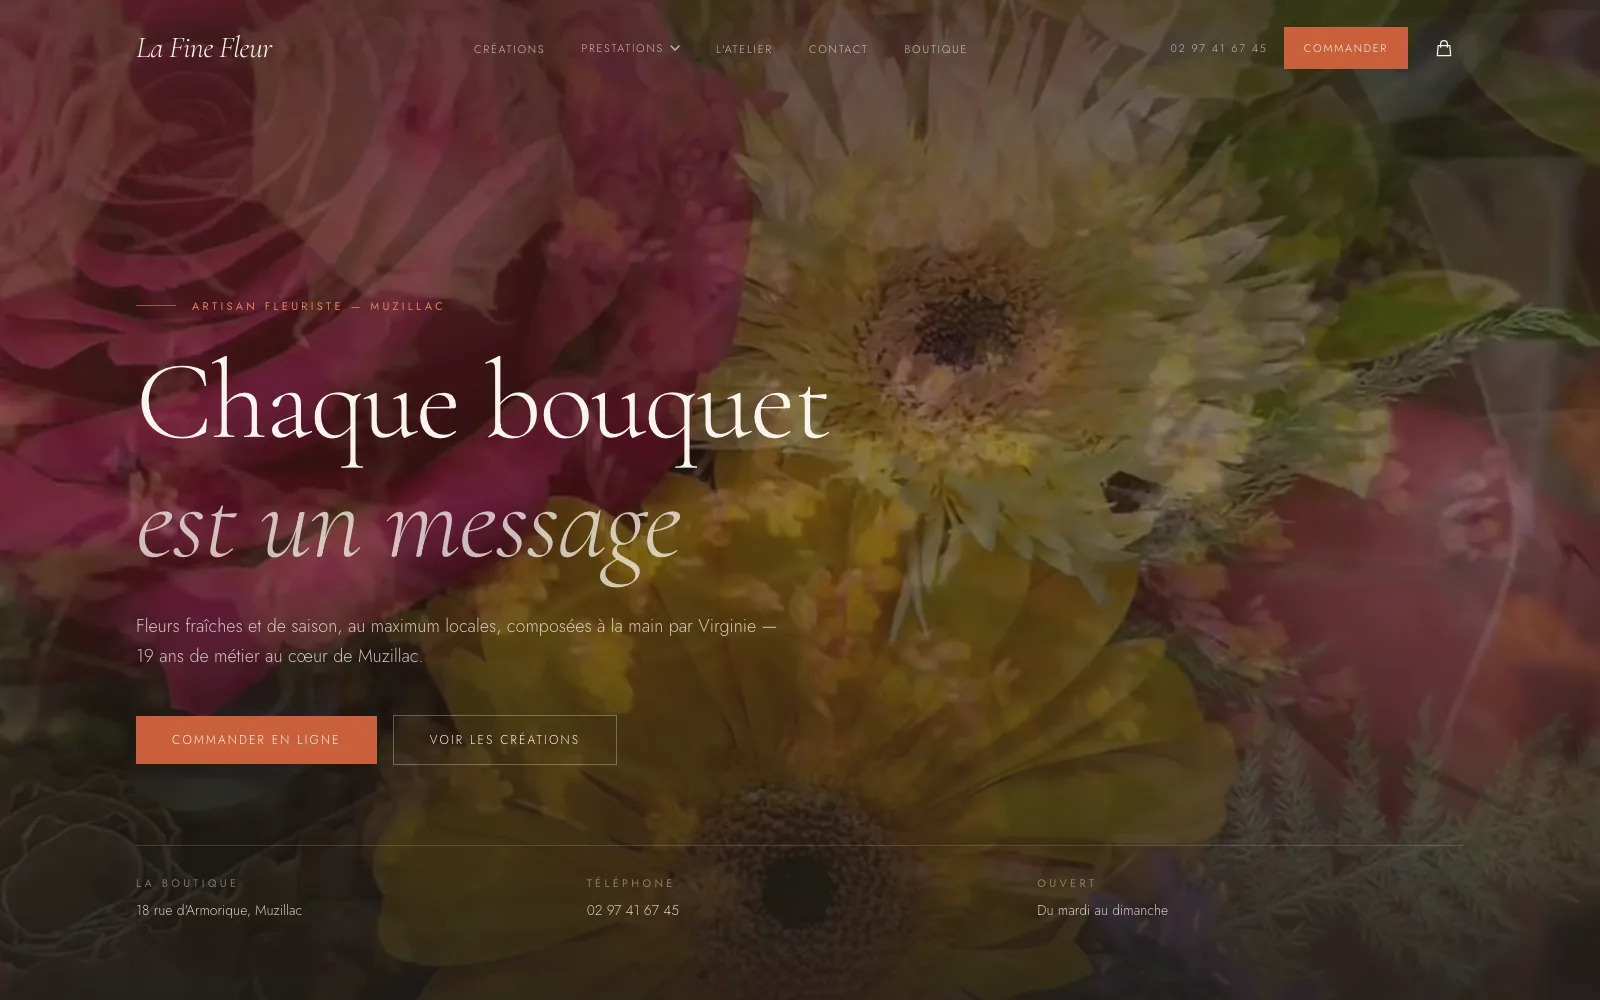 La Fine Fleur
CRÉATIONS
PRESTATIONS
L'ATELIER
CONTACT
BOUTIQUE
02 97 41 67 45
COMMANDER
ARTISAN FLEURISTE — MUZILLAC
Chaque bouquet
est un message
Fleurs fraîches et de saison, au maximum locales, composées à la main par Virginie —
19 ans de métier au cœur de Muzillac.
COMMANDER EN LIGNE
VOIR LES CRÉATIONS
LA BOUTIQUE
18 rue d'Armorique, Muzillac
TÉLÉPHONE
02 97 41 67 45
OUVERT
Du mardi au dimanche